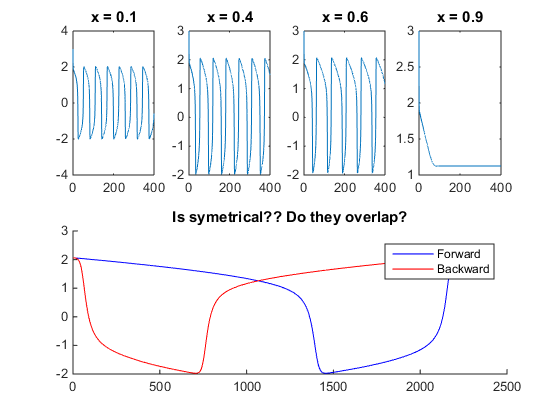 x = 0.1 x = 0.4 x = 0.6 x = 0.9
4 3 3 3
2 2 2 2.5
1 1
0 0 0 2
-1 -1
-2 1.5
-4 -2 -2 1
0 200 400 0 200 400 0 200 400 0 200 400
Is symetrical?? Do they overlap?
3
2
1
0
-1
-2
0 500 1000 1500 2000 2500
Forward
Backward